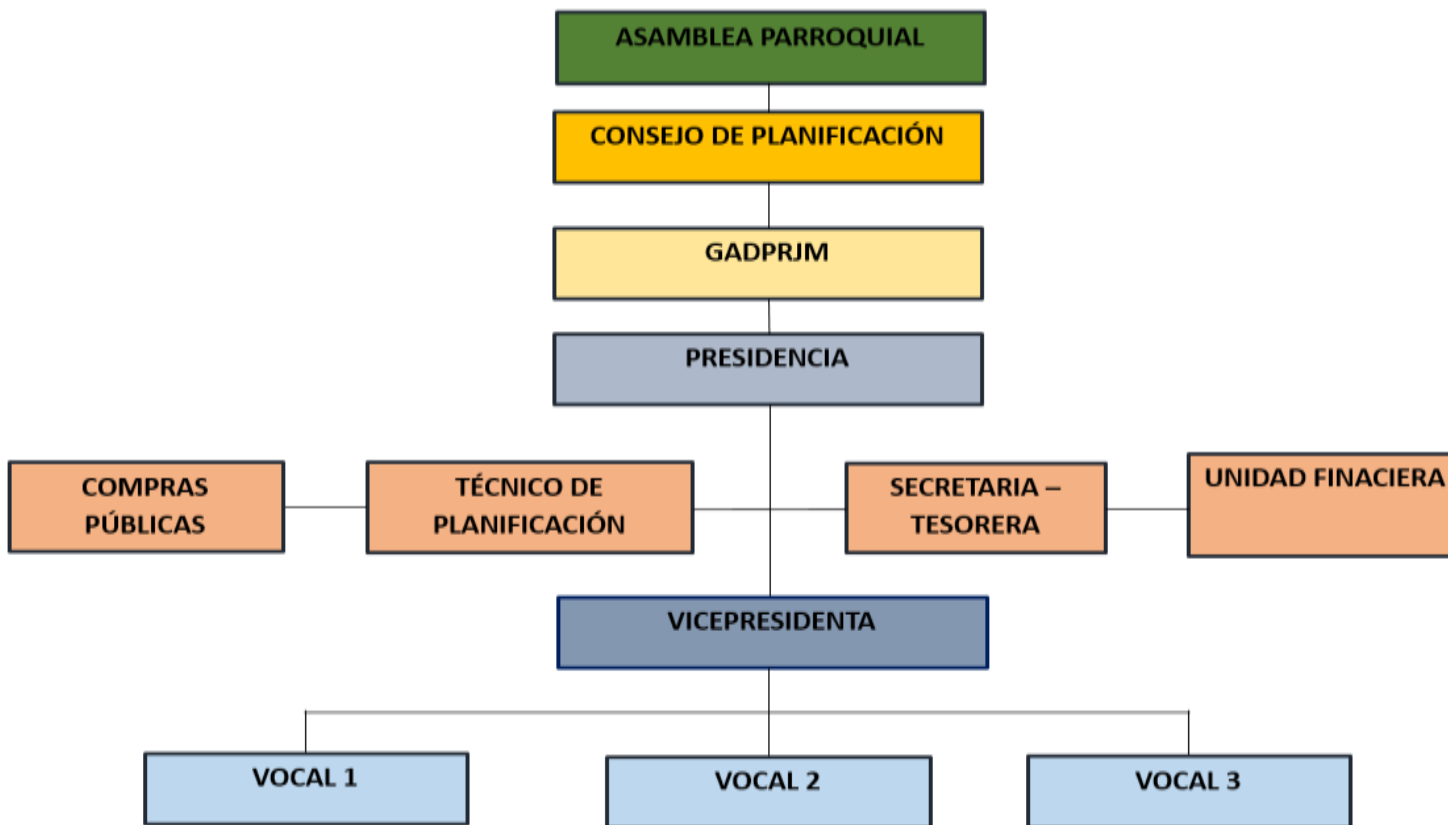 ASAMBLEA PARROQUIAL
CONSEJO DE PLANIFICACIÓN
GADPRJM
PRESIDENCIA
COMPRAS
PÚBLICAS
TÉCNICO DE
PLANIFICACIÓN
SECRETARIA –
TESORERA
UNIDAD FINACIERA
VICEPRESIDENTA
VOCAL 1
VOCAL 2
VOCAL 3